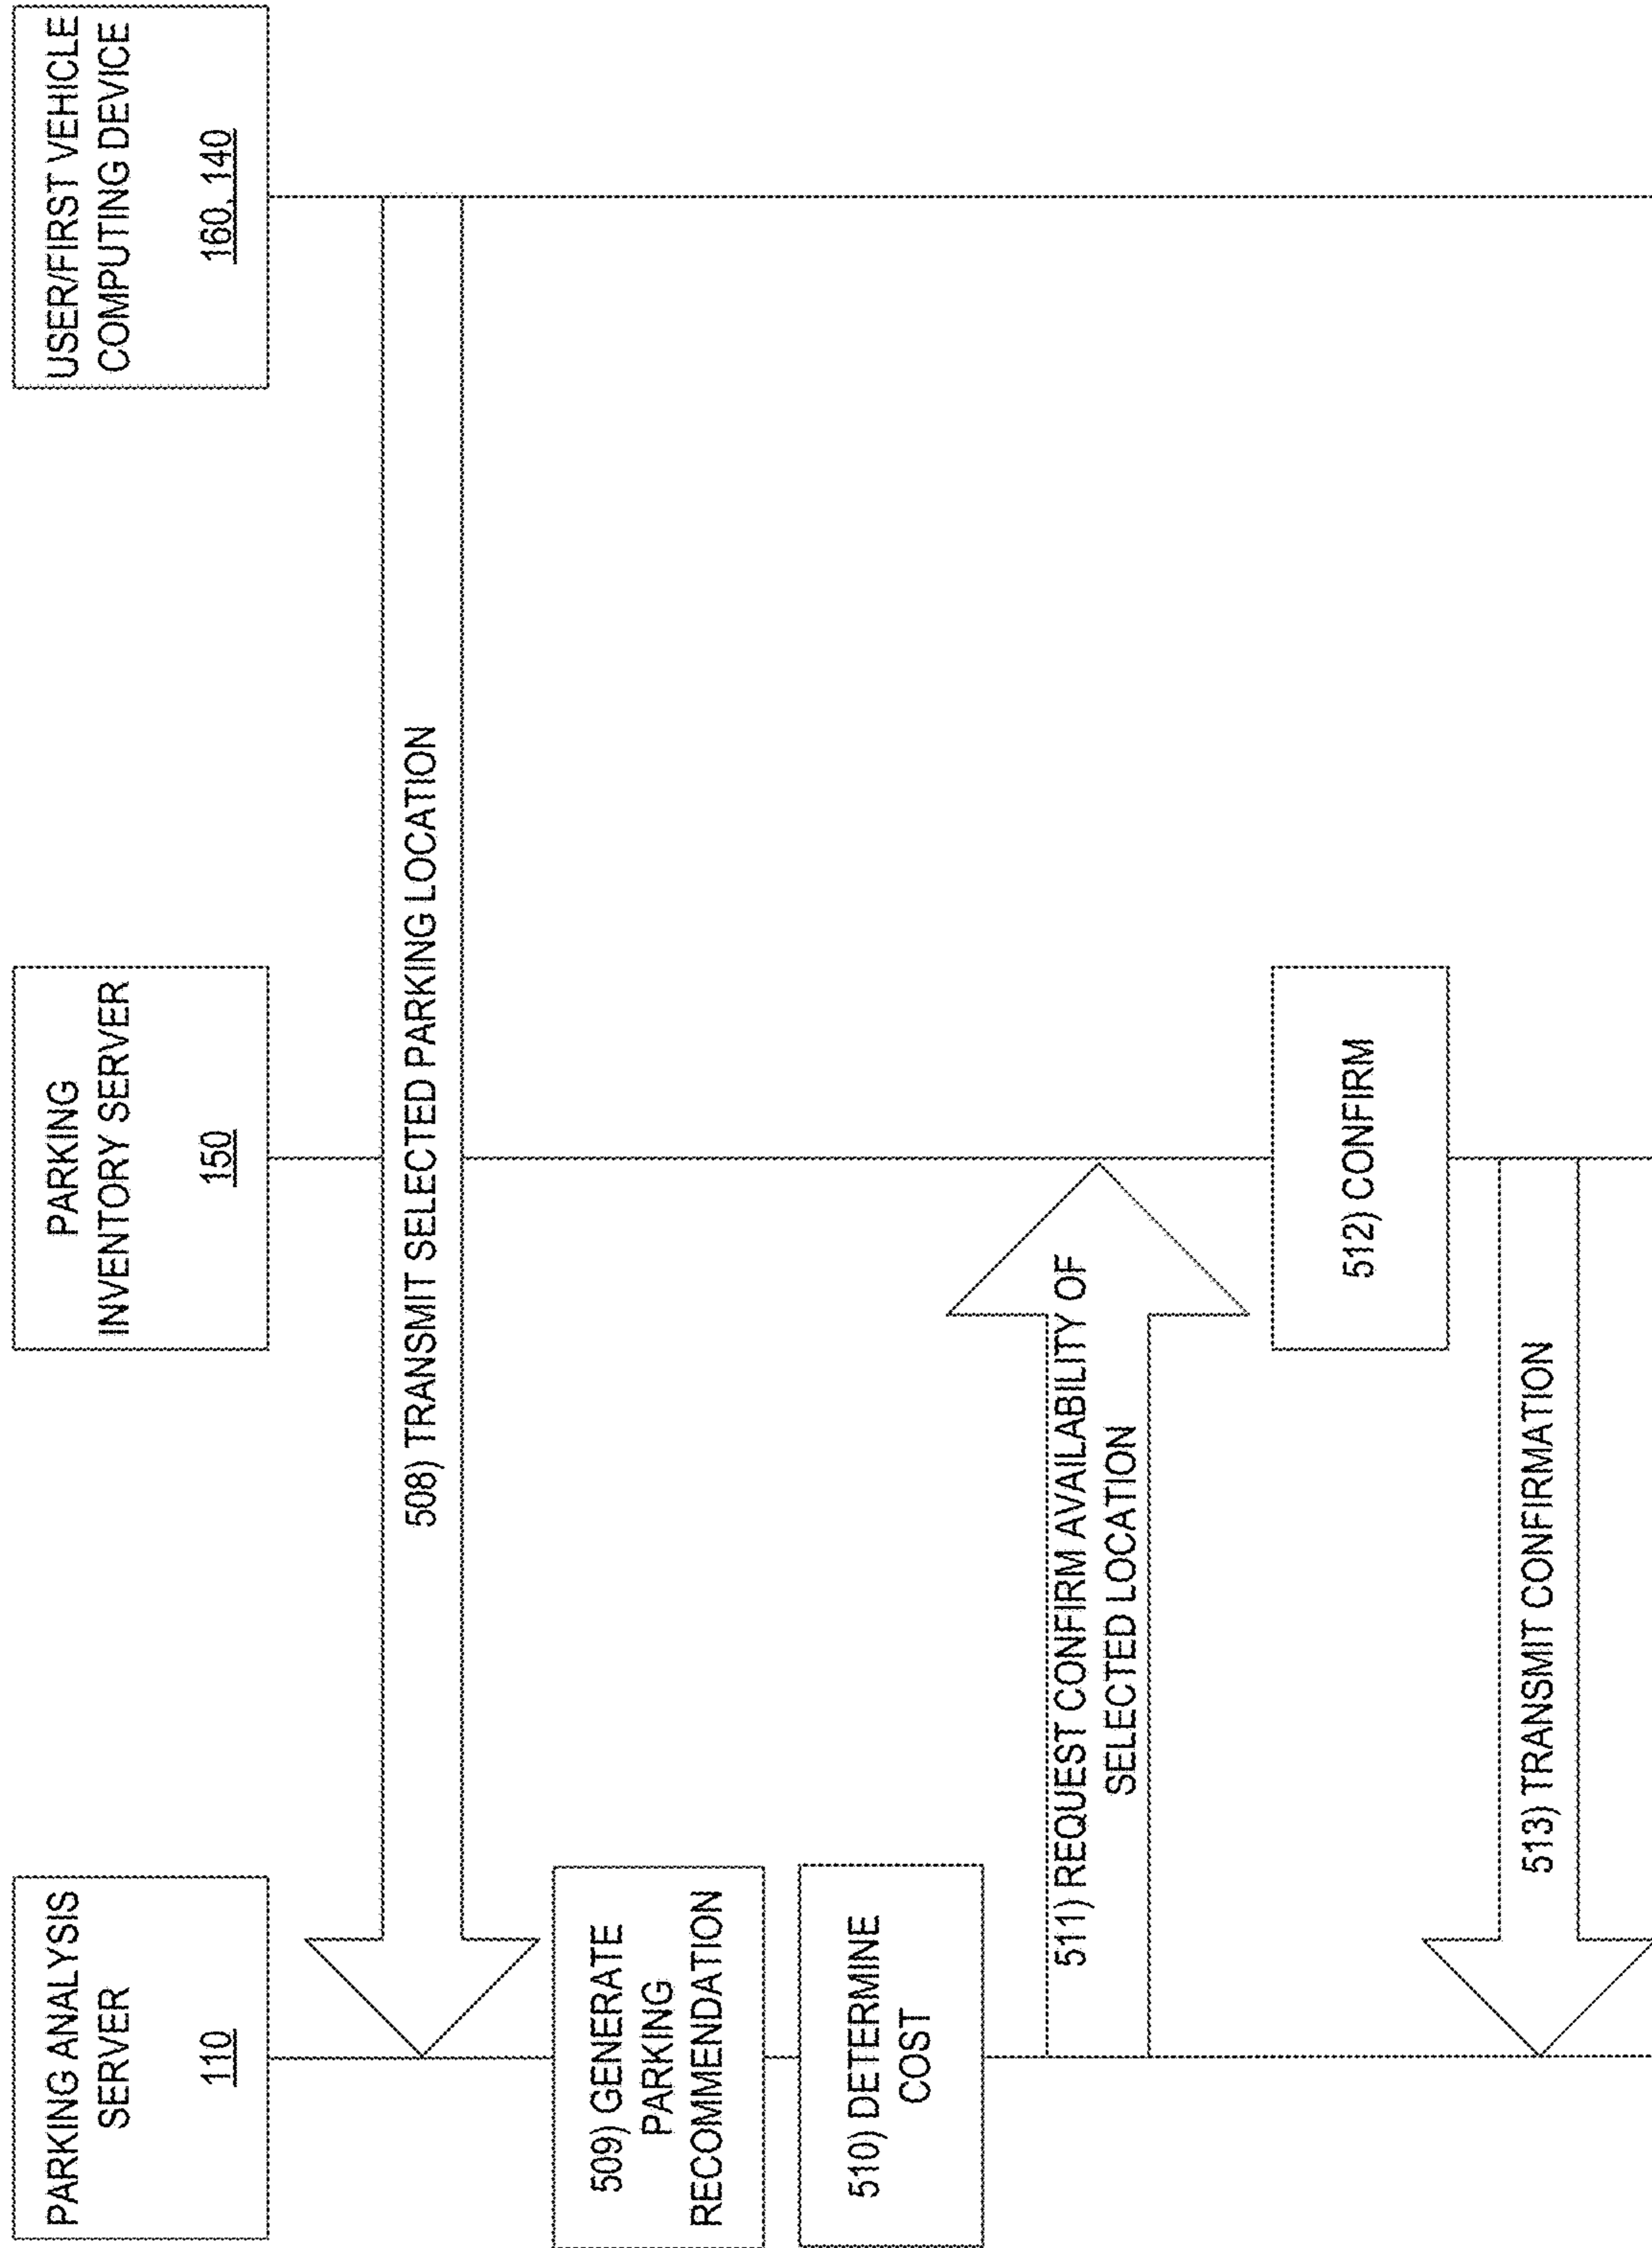 PARKING ANALYSIS
SERVER
110
PARKING
INVENTORY SERVER
150
USER/FIRST VEHICLE
COMPUTING DEVICE
160, 140
508) TRANSMIT SELECTED PARKING LOCATION
509) GENERATE
PARKING
RECOMMENDATION
510) DETERMINE
COST
511) REQUEST CONFIRM AVAILABILITY OF
SELECTED LOCATION
512) CONFIRM
513) TRANSMIT CONFIRMATION